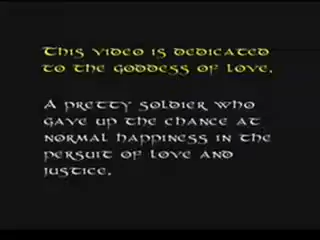 This video is dedicated
to the goddess of love.
A pretty soldier who
gave up the chance at
normal happiness in the
persuit of love and
justice.